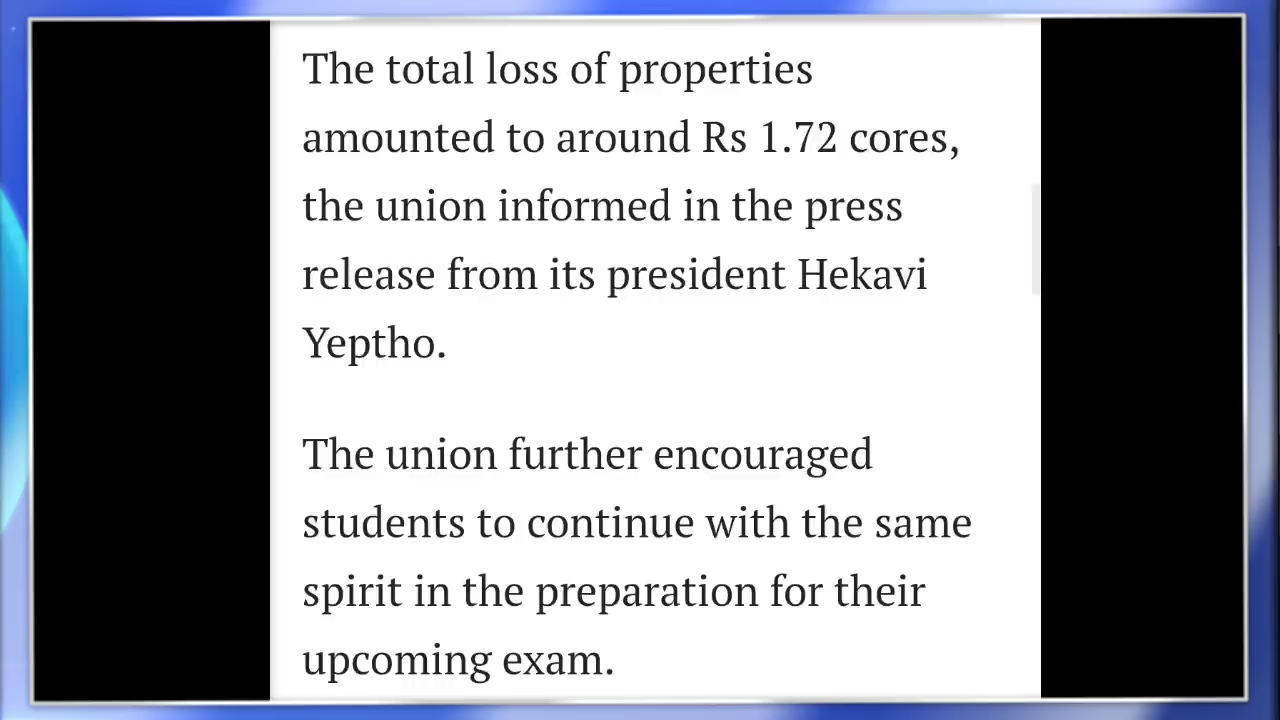 The total loss of properties
amounted to around Rs 1.72 cores,
the union informed in the press
release from its president Hekavi
Yeptho.
The union further encouraged
students to continue with the same
spirit in the preparation for their
upcoming exam.